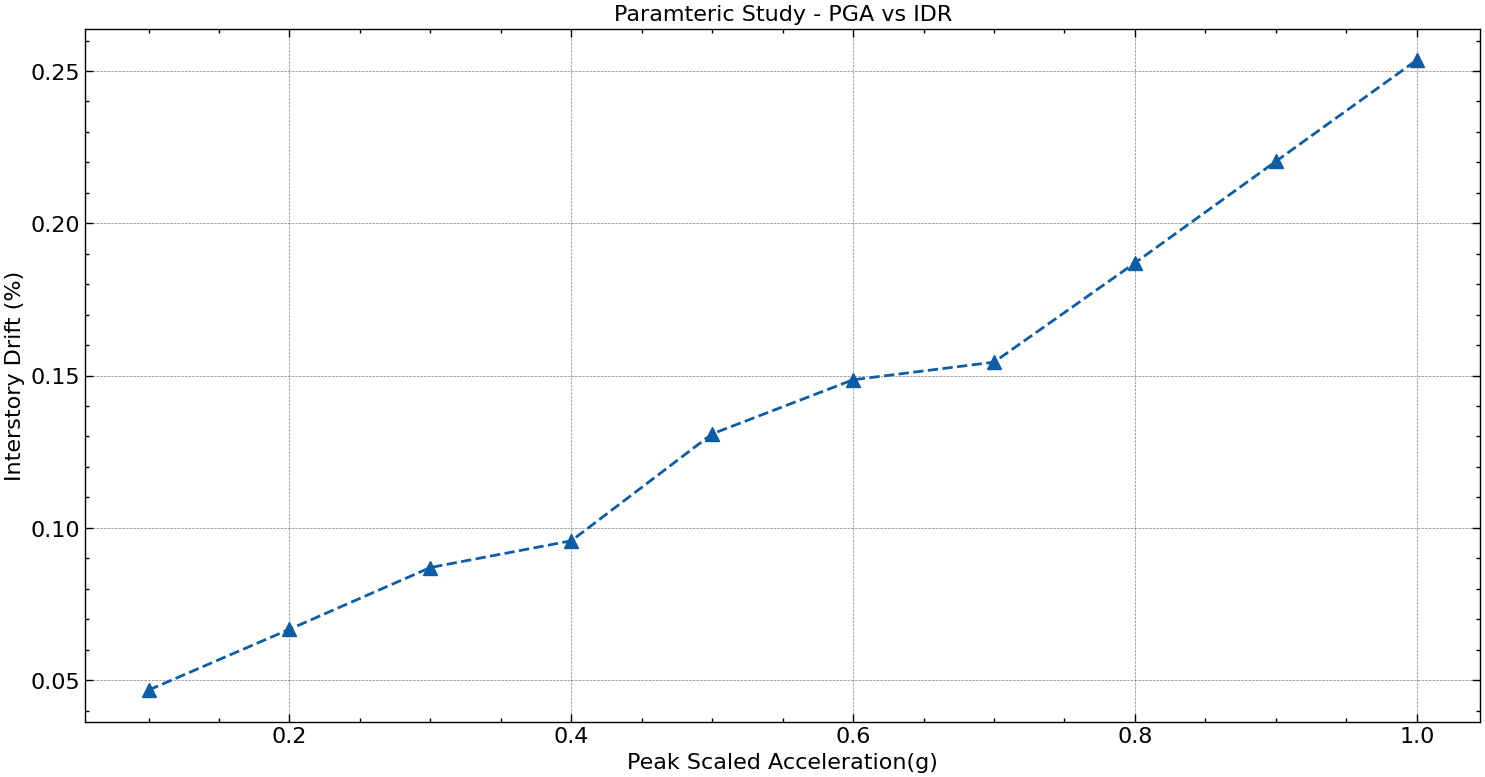 Paramteric Study - PGA vs IDR
0.25
0.20
0.15
0.10
0.05
Interstory Drift (%)
0.2 0.4 0.6 0.8 1.0
Peak Scaled Acceleration(g)